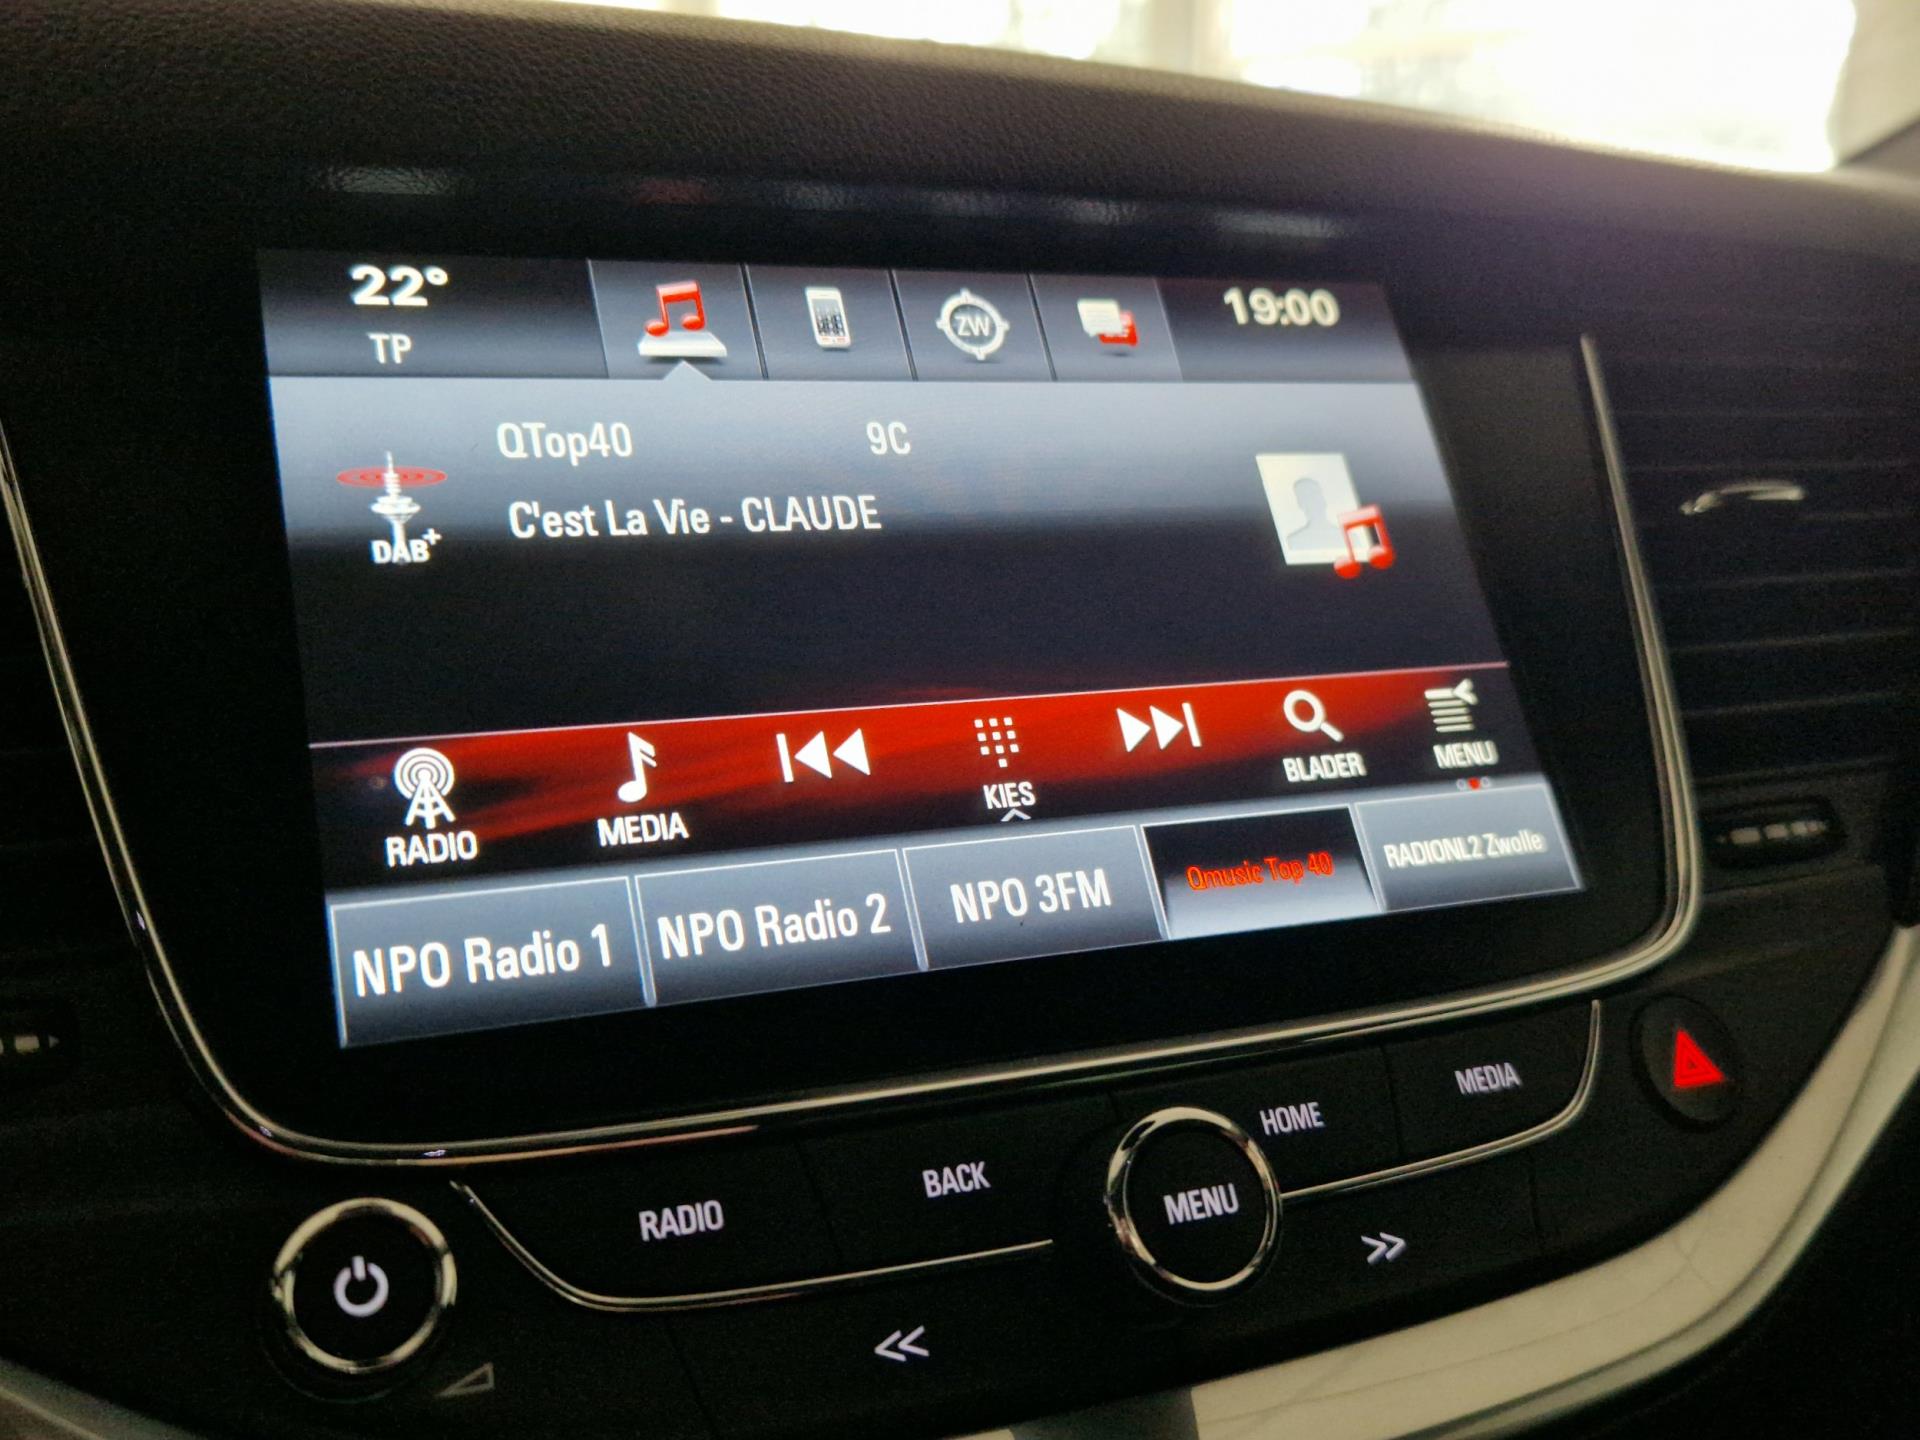 22°
TP
ZW
19:00
QTop40 9C
C'est La Vie - CLAUDE
DAB+
RADIO
MEDIA
KIES
BLADER
MENU
NPO Radio 1
NPO Radio 2
NPO 3FM
Qmusic Top 40
RADIONL2 Zwolle
RADIO
BACK
MENU
HOME
MEDIA